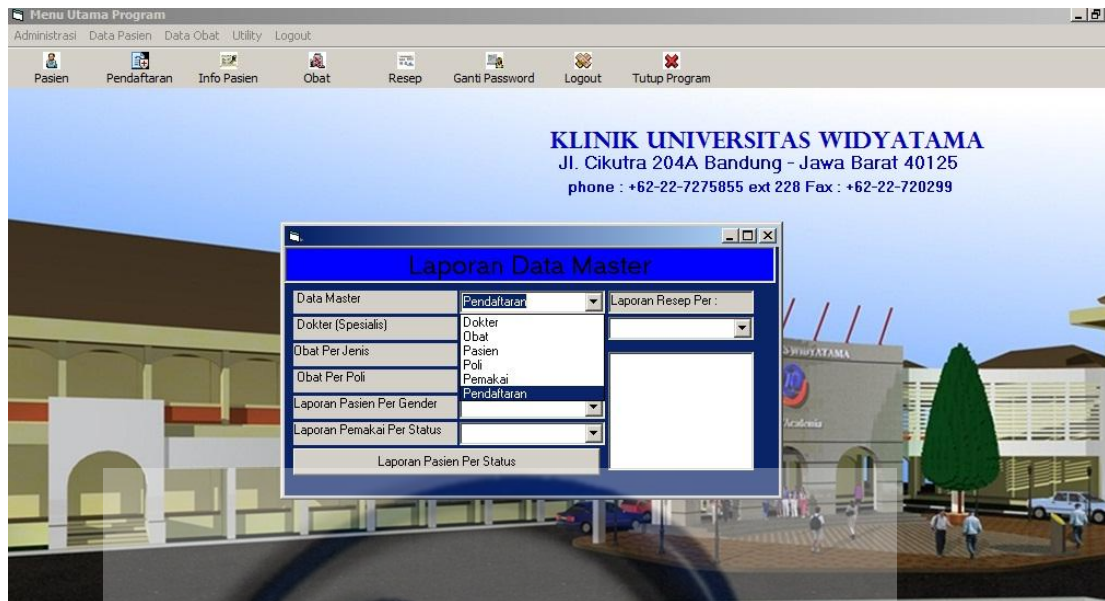 Menu Utama Program
Administrasi Data Pasien Data Obat Utility Logout
Pasien Pendaftaran Info Pasien Obat Resep Ganti Password Logout Tutup Program
KLINIK UNIVERSITAS WIDYATAMA
Jl. Cikutra 204A Bandung - Jawa Barat 40125
phone : +62-22-7275855 ext 228 Fax : +62-22-720299
Laporan Data Master
Data Master Pendaftaran Laporan Resep Per :
Dokter (Spesialis)
Obat Per Jenis
Obat Per Poli
Laporan Pasien Per Gender
Laporan Pemakai Per Status
Dokter
Obat
Pasien
Poli
Pemakai
Pendaftaran
Laporan Pasien Per Status
WIDYATAMA